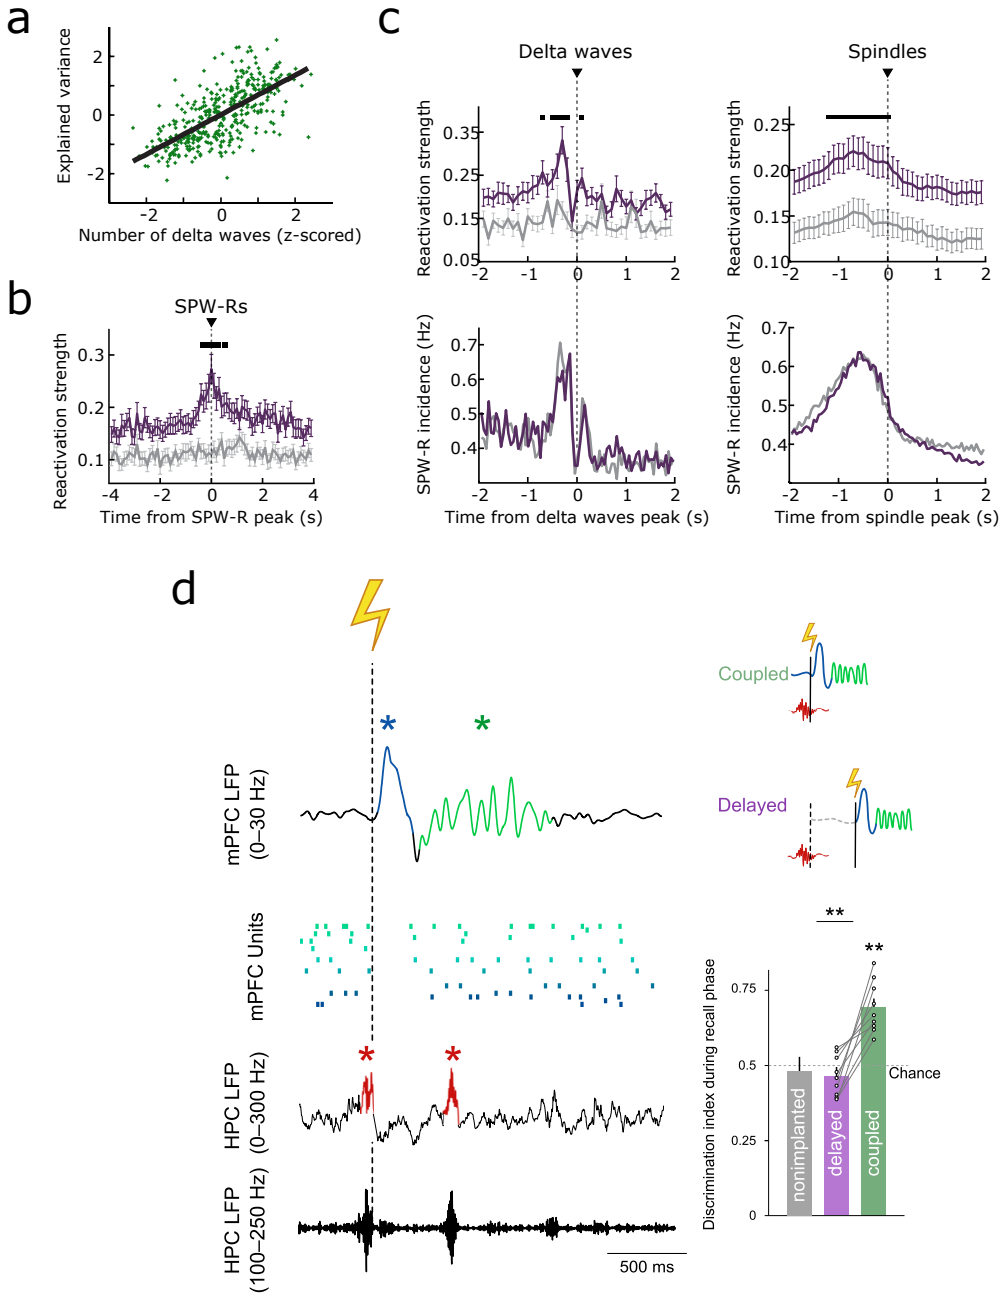 a
Explained variance
2
0
-2
-2
0
2
Number of delta waves (z-scored)
b
SPW-Rs
Reactivation strength
0.3
0.2
0.1
-4
-2
0
2
4
Time from SPW-R peak (s)
c
Delta waves
Reactivation strength
0.35
0.25
0.15
0.05
-2
-1
0
1
2
Spindles
Reactivation strength
0.25
0.20
0.15
0.10
-2
-1
0
1
2
SPW-R incidence (Hz)
0.7
0.6
0.5
0.4
-2
-1
0
1
2
Time from delta waves peak (s)
SPW-R incidence (Hz)
0.7
0.6
0.4
-2
-1
0
1
2
Time from spindle peak (s)
d
* *
mPFC LFP
(0–30 Hz)
mPFC Units
* *
HPC LFP
(0–300 Hz)
HPC LFP
(100–250 Hz)
500 ms
Coupled
Delayed
**
**
Discrimination index during recall phase
0.75
0.5
0.25
0
Chance
nonimplanted
delayed
coupled